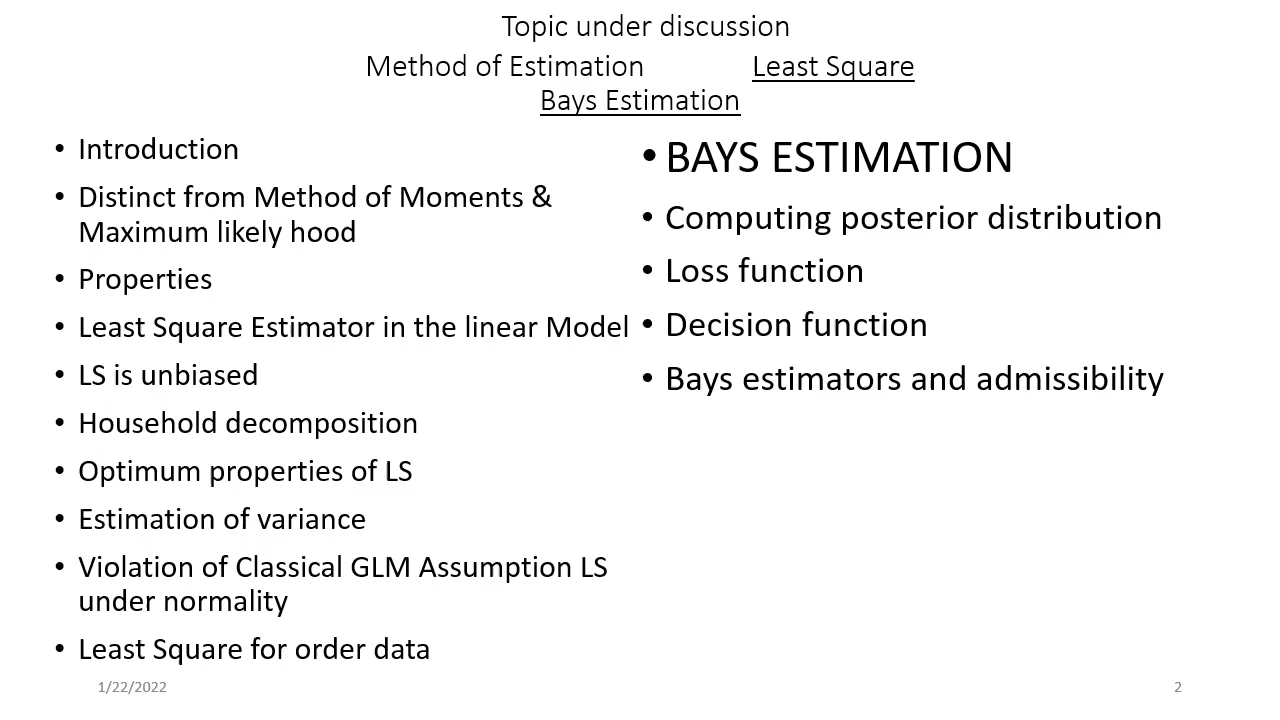 Topic under discussion
Method of Estimation Least Square
Bays Estimation
• Introduction
• Distinct from Method of Moments &
Maximum likely hood
• Properties
• Least Square Estimator in the linear Model
• LS is unbiased
• Household decomposition
• Optimum properties of LS
• Estimation of variance
• Violation of Classical GLM Assumption LS
under normality
• Least Square for order data
• BAYS ESTIMATION
• Computing posterior distribution
• Loss function
• Decision function
• Bays estimators and admissibility
1/22/2022
2